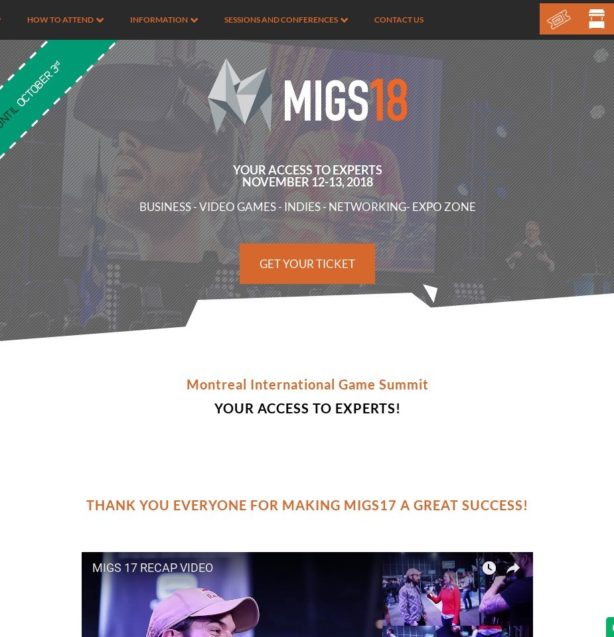 HOW TO ATTEND
INFORMATION
SESSIONS AND CONFERENCES
CONTACT US
UNTIL OCTOBER 3rd
MIGS18
YOUR ACCESS TO EXPERTS
NOVEMBER 12-13, 2018
BUSINESS - VIDEO GAMES - INDIES - NETWORKING- EXPO ZONE
GET YOUR TICKET
Montreal International Game Summit
YOUR ACCESS TO EXPERTS!
THANK YOU EVERYONE FOR MAKING MIGS17 A GREAT SUCCESS!
MIGS 17 RECAP VIDEO